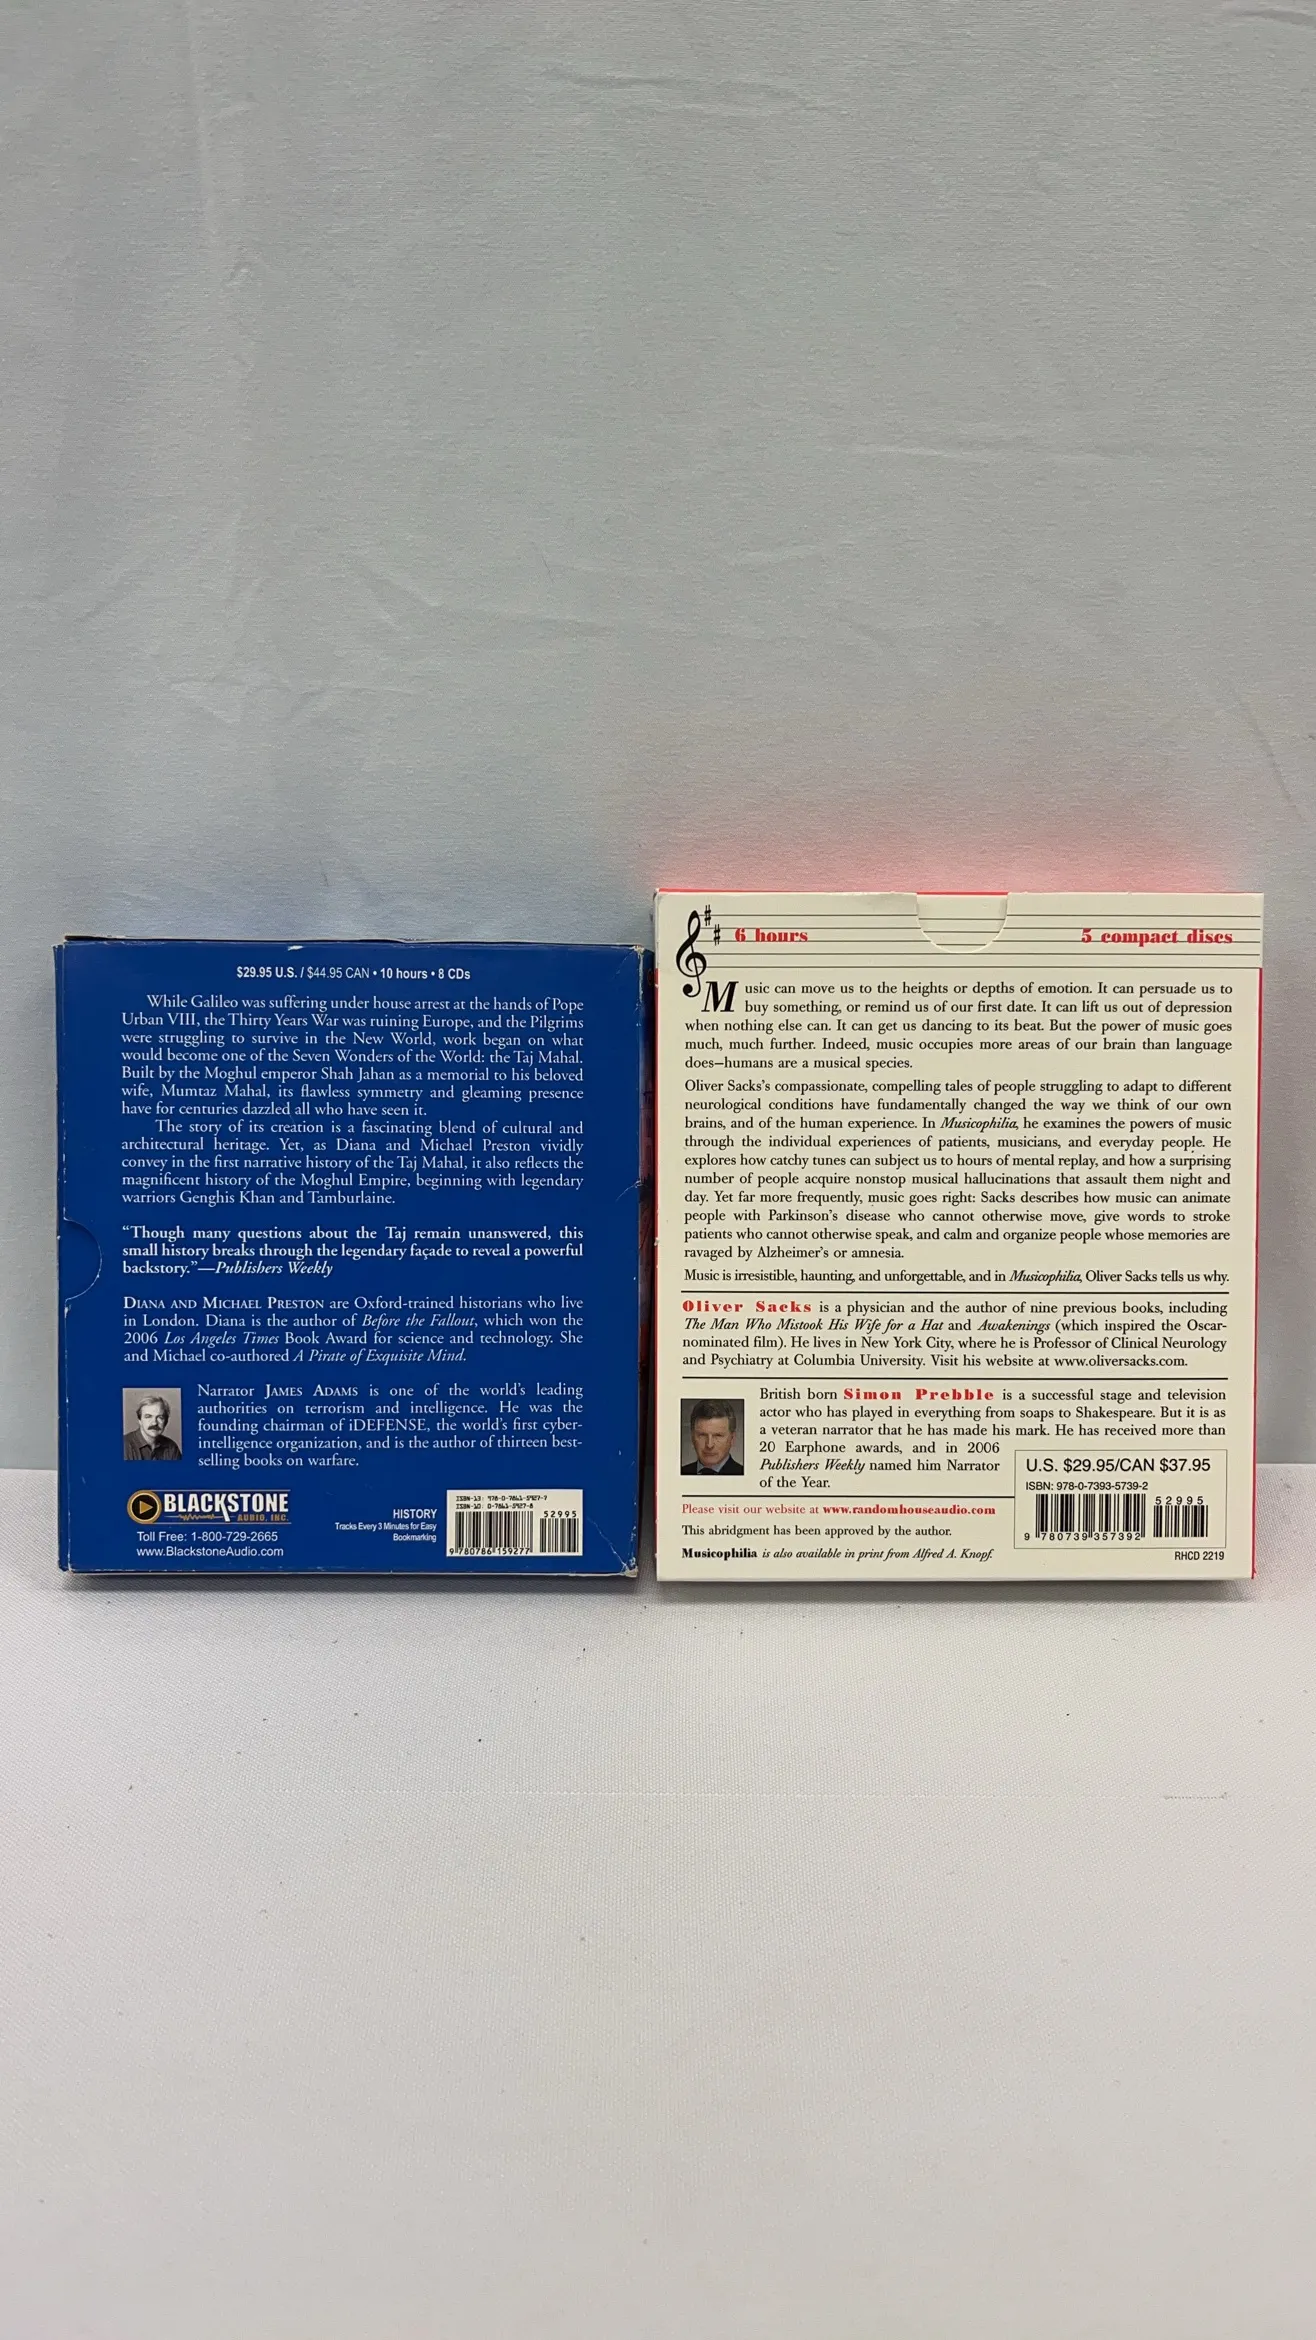 $29.95 U.S. / $44.95 CAN • 10 hours • 8 CDs
While Galileo was suffering under house arrest at the hands of Pope
Urban VIII, the Thirty Years War was ruining Europe, and the Pilgrims
were struggling to survive in the New World, work began on what
would become one of the Seven Wonders of the World: the Taj Mahal.
Built by the Moghul emperor Shah Jahan as a memorial to his beloved
wife, Mumtaz Mahal, its flawless symmetry and gleaming presence
have for centuries dazzled all who have seen it.
The story of its creation is a fascinating blend of cultural and
architectural heritage. Yet, as Diana and Michael Preston vividly
convey in the first narrative history of the Taj Mahal, it also reflects the
magnificent history of the Moghul Empire, beginning with legendary
warriors Genghis Khan and Tamburlaine.
“Though many questions about the Taj remain unanswered, this
small history breaks through the legendary façade to reveal a powerful
backstory.”—Publishers Weekly
DIANA AND MICHAEL PRESTON are Oxford-trained historians who live
in London. Diana is the author of Before the Fallout, which won the
2006 Los Angeles Times Book Award for science and technology. She
and Michael co-authored A Pirate of Exquisite Mind.
Narrator JAMES ADAMS is one of the world's leading
authorities on terrorism and intelligence. He was the
founding chairman of iDEFENSE, the world's first cyber-
intelligence organization, and is the author of thirteen best-
selling books on warfare.
BLACKSTONE
AUDIO, INC.
Toll Free: 1-800-729-2665
www.BlackstoneAudio.com
HISTORY
Tracks Every 3 Minutes for Easy
Bookmarking
ISBN-13: 978-0-7861-5927-7
ISBN-10: 0-7861-5927-8
52995
9 780786 159277
6 hours
5 compact discs
Music can move us to the heights or depths of emotion. It can persuade us to
buy something, or remind us of our first date. It can lift us out of depression
when nothing else can. It can get us dancing to its beat. But the power of music goes
much, much further. Indeed, music occupies more areas of our brain than language
does–humans are a musical species.
Oliver Sacks's compassionate, compelling tales of people struggling to adapt to different
neurological conditions have fundamentally changed the way we think of our own
brains, and of the human experience. In Musicophilia, he examines the powers of music
through the individual experiences of patients, musicians, and everyday people. He
explores how catchy tunes can subject us to hours of mental replay, and how a surprising
number of people acquire nonstop musical hallucinations that assault them night and
day. Yet far more frequently, music goes right: Sacks describes how music can animate
people with Parkinson's disease who cannot otherwise move, give words to stroke
patients who cannot otherwise speak, and calm and organize people whose memories are
ravaged by Alzheimer's or amnesia.
Music is irresistible, haunting, and unforgettable, and in Musicophilia, Oliver Sacks tells us why.
Oliver Sacks is a physician and the author of nine previous books, including
The Man Who Mistook His Wife for a Hat and Awakenings (which inspired the Oscar-
nominated film). He lives in New York City, where he is Professor of Clinical Neurology
and Psychiatry at Columbia University. Visit his website at www.oliversacks.com.
British born Simon Prebble is a successful stage and television
actor who has played in everything from soaps to Shakespeare. But it is as
a veteran narrator that he has made his mark. He has received more than
20 Earphone awards, and in 2006
Publishers Weekly named him Narrator
of the Year.
Please visit our website at www.randomhouseaudio.com
This abridgment has been approved by the author.
Musicophilia is also available in print from Alfred A. Knopf.
U.S. $29.95/CAN $37.95
ISBN: 978-0-7393-5739-2
52995
9 780739 357392
RHCD 2219